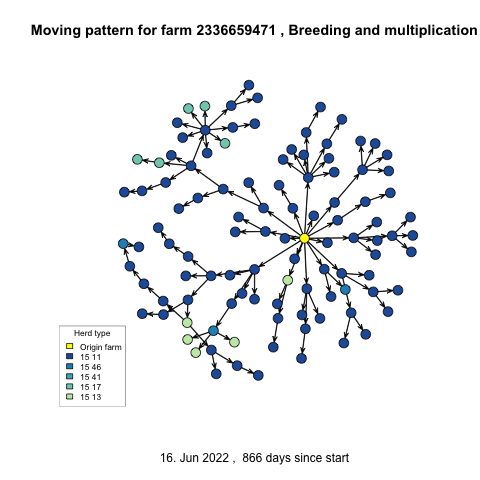 Moving pattern for farm 2336659471 , Breeding and multiplication
Herd type
Origin farm
15 11
15 46
15 41
15 17
15 13
16. Jun 2022 ,  866 days since start